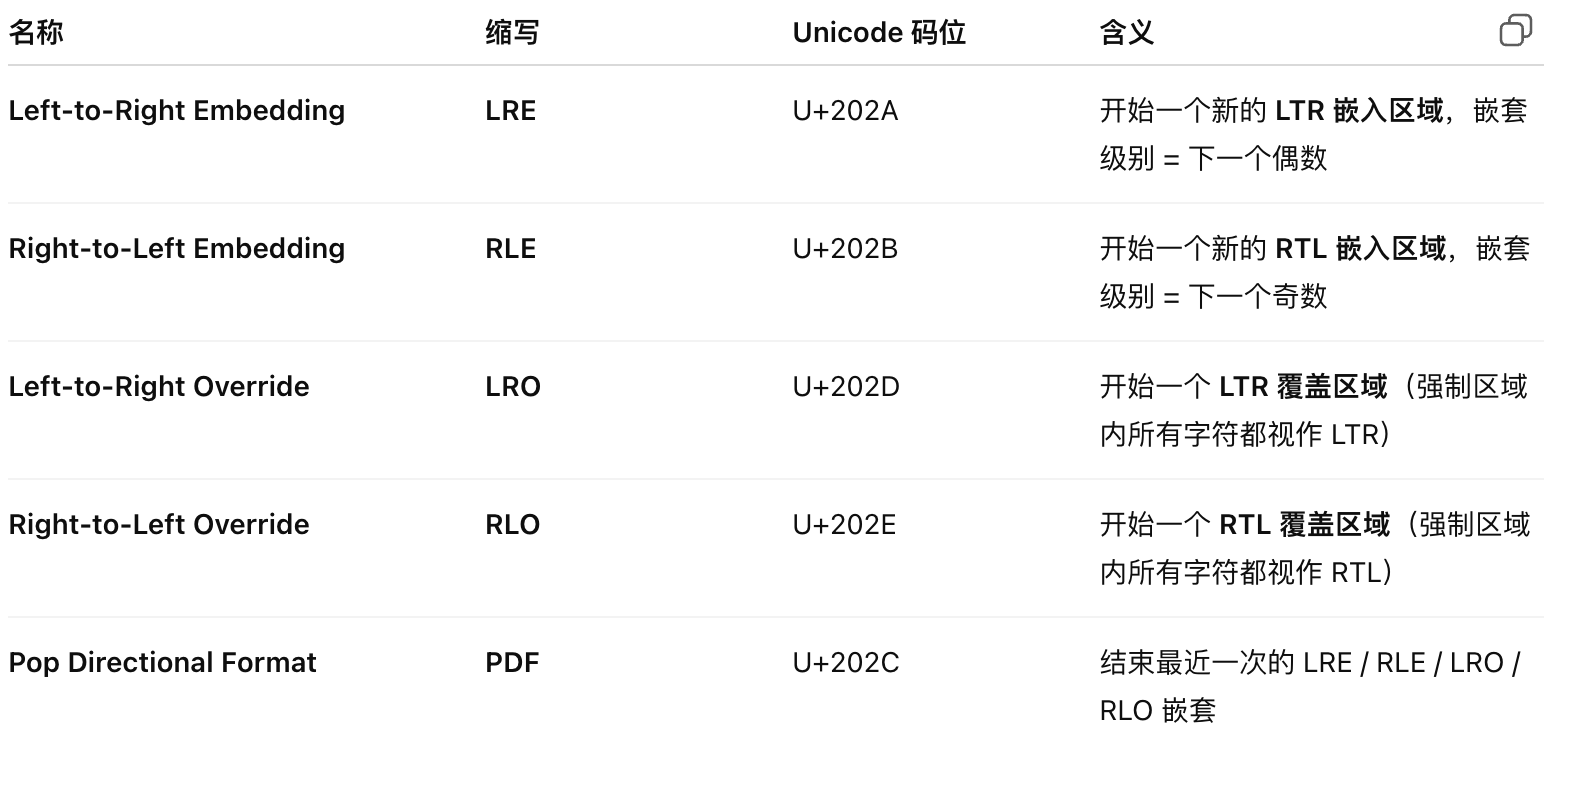 名称 缩写 Unicode 码位 含义
Left-to-Right Embedding LRE U+202A 开始一个新的 LTR 嵌入区域，嵌套
级别 = 下一个偶数
Right-to-Left Embedding RLE U+202B 开始一个新的 RTL 嵌入区域，嵌套
级别 = 下一个奇数
Left-to-Right Override LRO U+202D 开始一个 LTR 覆盖区域（强制区域
内所有字符都视作 LTR）
Right-to-Left Override RLO U+202E 开始一个 RTL 覆盖区域（强制区域
内所有字符都视作 RTL）
Pop Directional Format PDF U+202C 结束最近一次的 LRE / RLE / LRO /
RLO 嵌套